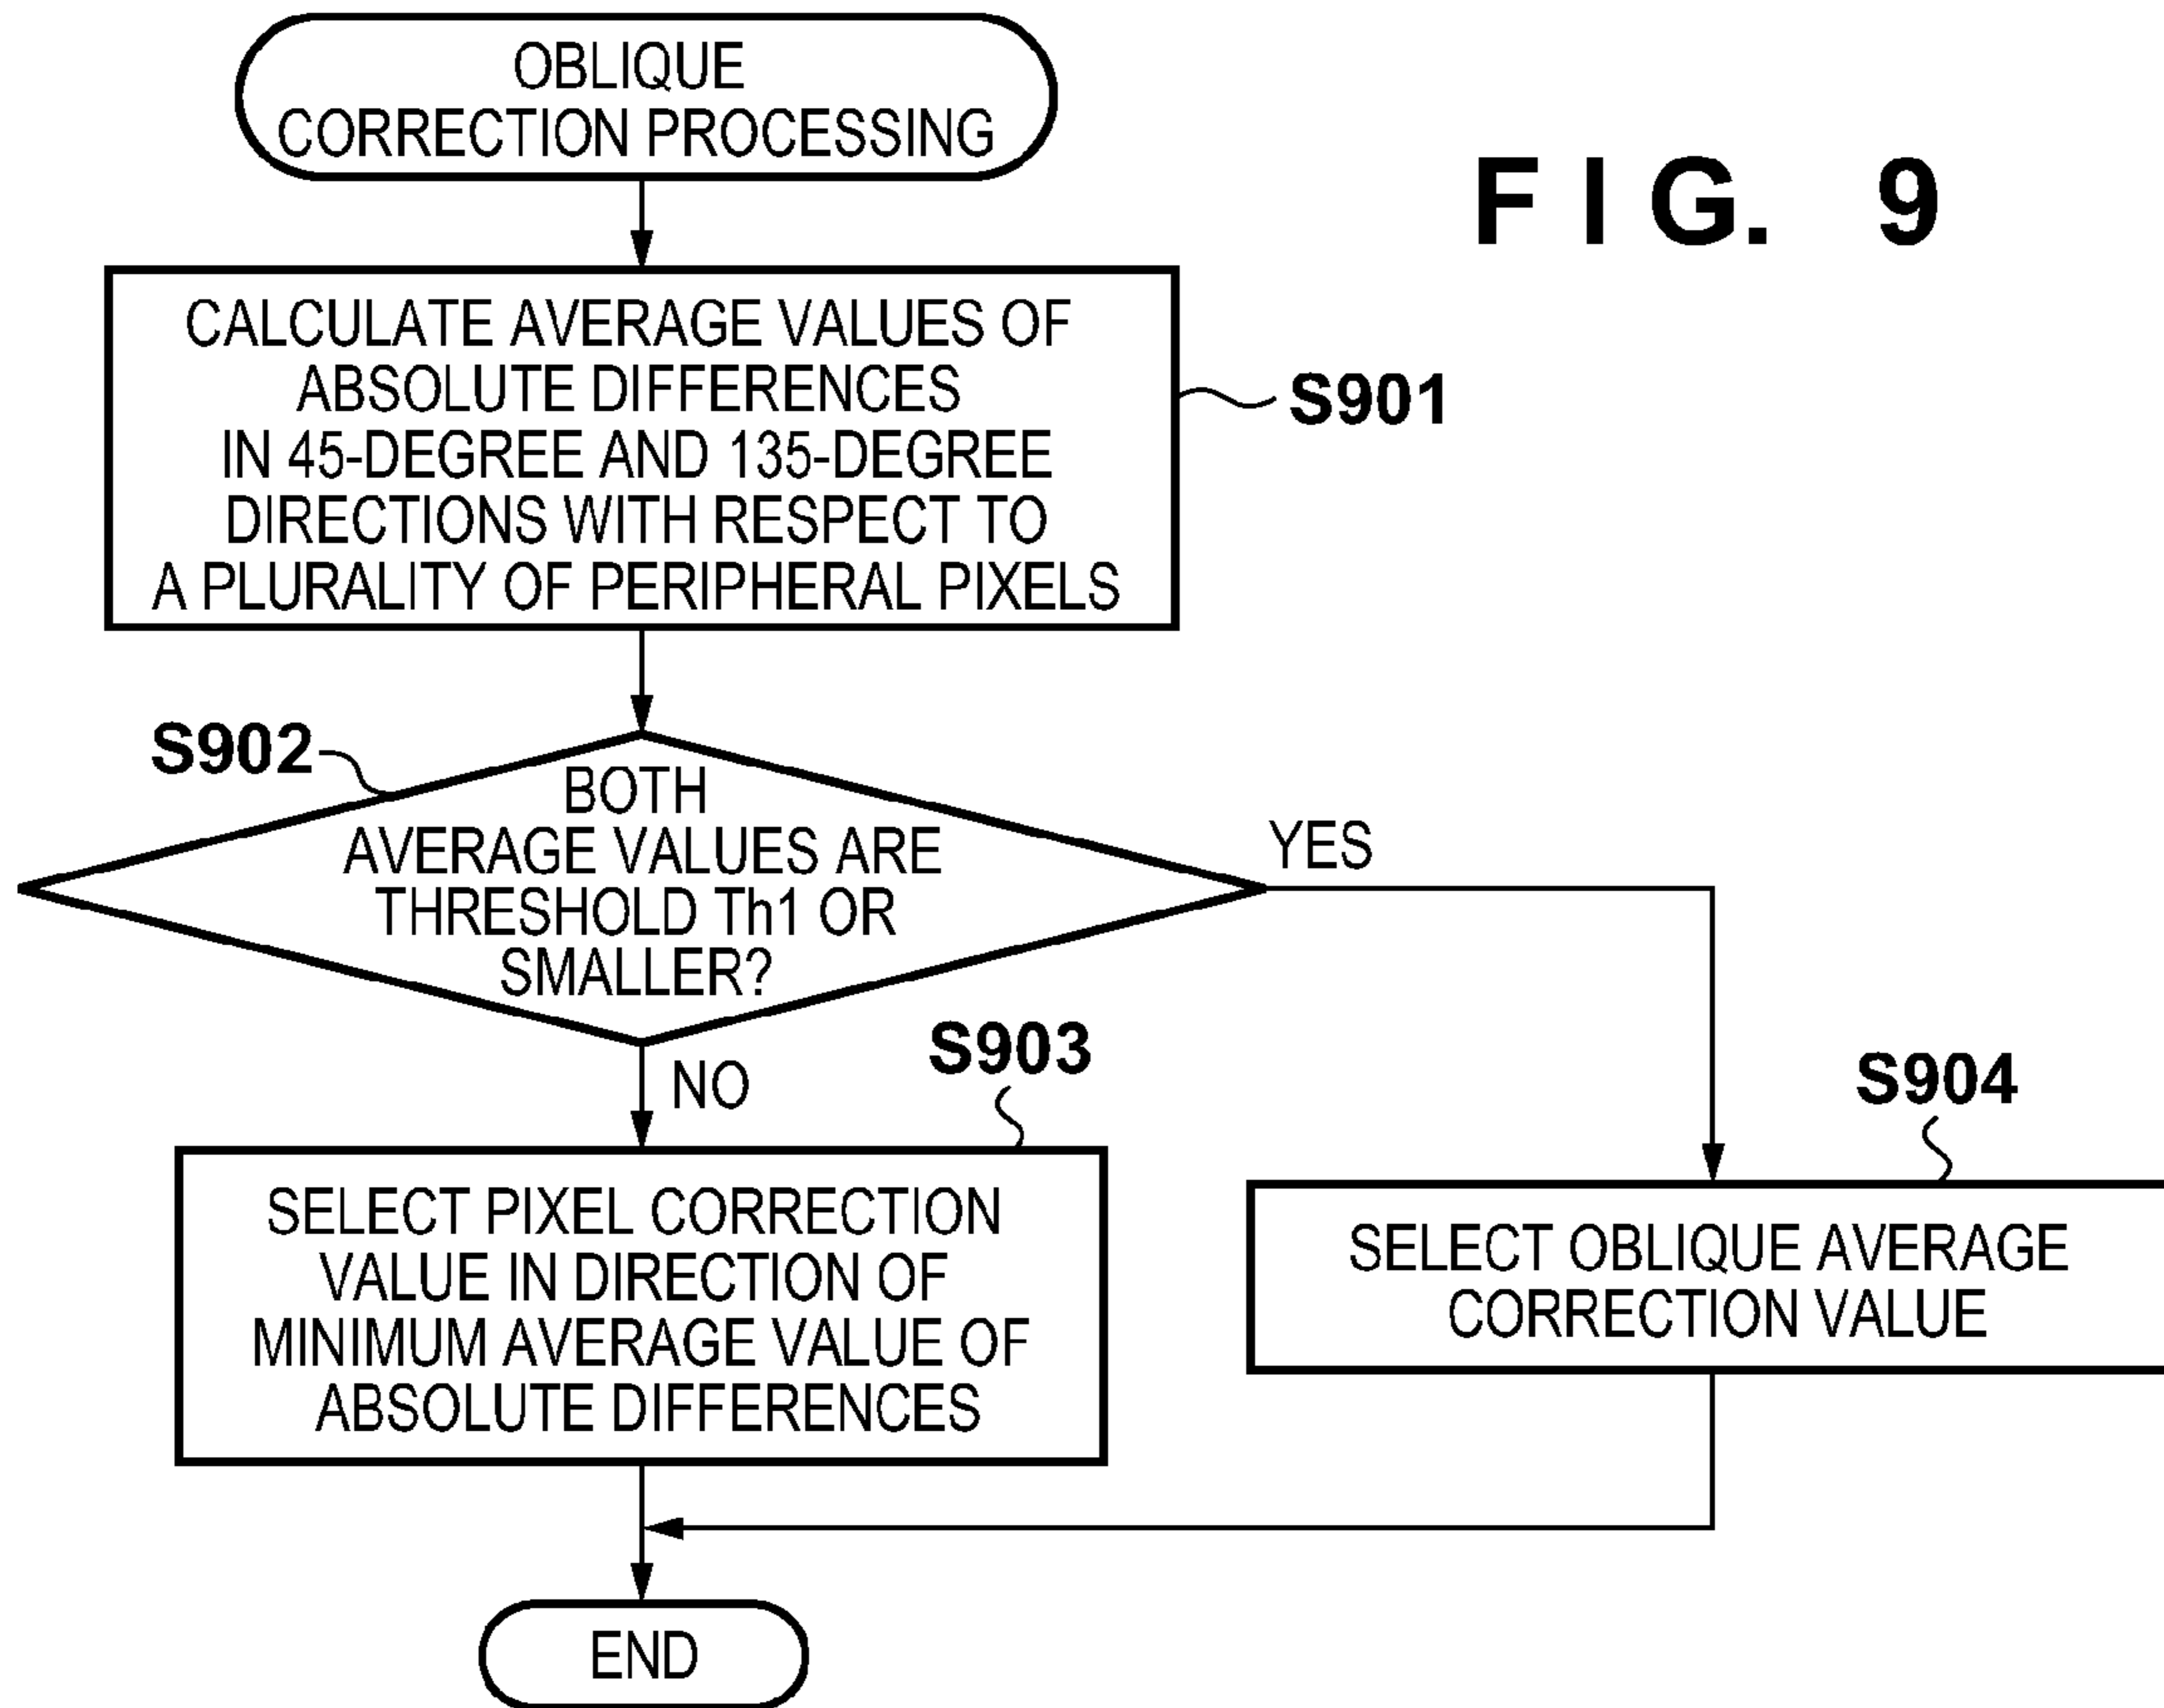 OBLIQUE
CORRECTION PROCESSING
F I G. 9
CALCULATE AVERAGE VALUES OF
ABSOLUTE DIFFERENCES
IN 45-DEGREE AND 135-DEGREE
DIRECTIONS WITH RESPECT TO
A PLURALITY OF PERIPHERAL PIXELS
S901
S902
BOTH
AVERAGE VALUES ARE
THRESHOLD Th1 OR
SMALLER?
YES
NO
S903
SELECT PIXEL CORRECTION
VALUE IN DIRECTION OF
MINIMUM AVERAGE VALUE OF
ABSOLUTE DIFFERENCES
S904
SELECT OBLIQUE AVERAGE
CORRECTION VALUE
END